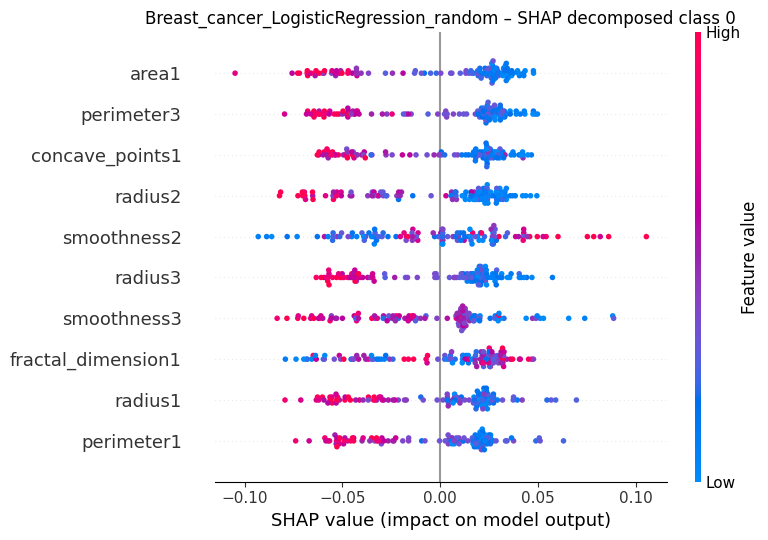 Breast_cancer_LogisticRegression_random – SHAP decomposed class 0
High
area1
perimeter3
concave_points1
radius2
smoothness2
radius3
smoothness3
fractal_dimension1
radius1
perimeter1
Feature value
Low
−0.10 −0.05 0.00 0.05 0.10
SHAP value (impact on model output)